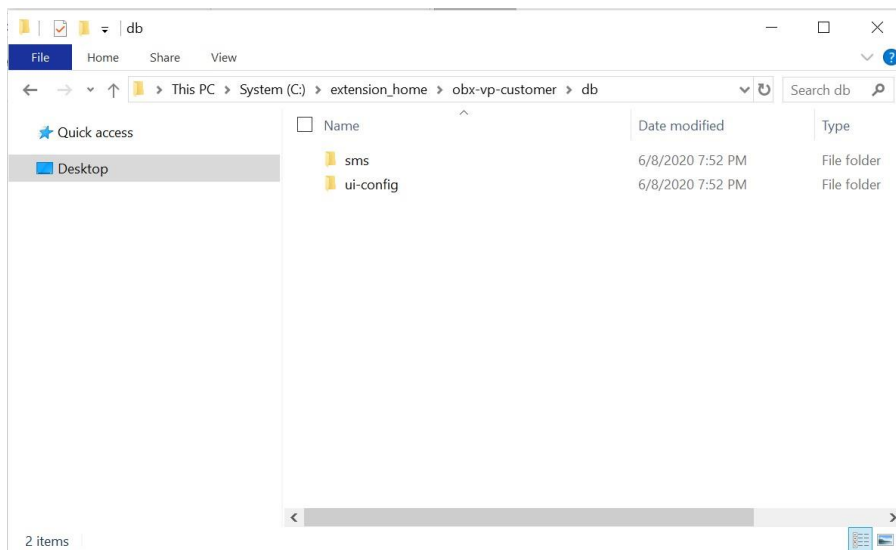 db
File Home Share View
This PC > System (C:) > extension_home > obx-vp-customer > db
Search db
Quick access
Desktop
Name Date modified Type
sms 6/8/2020 7:52 PM File folder
ui-config 6/8/2020 7:52 PM File folder
2 items